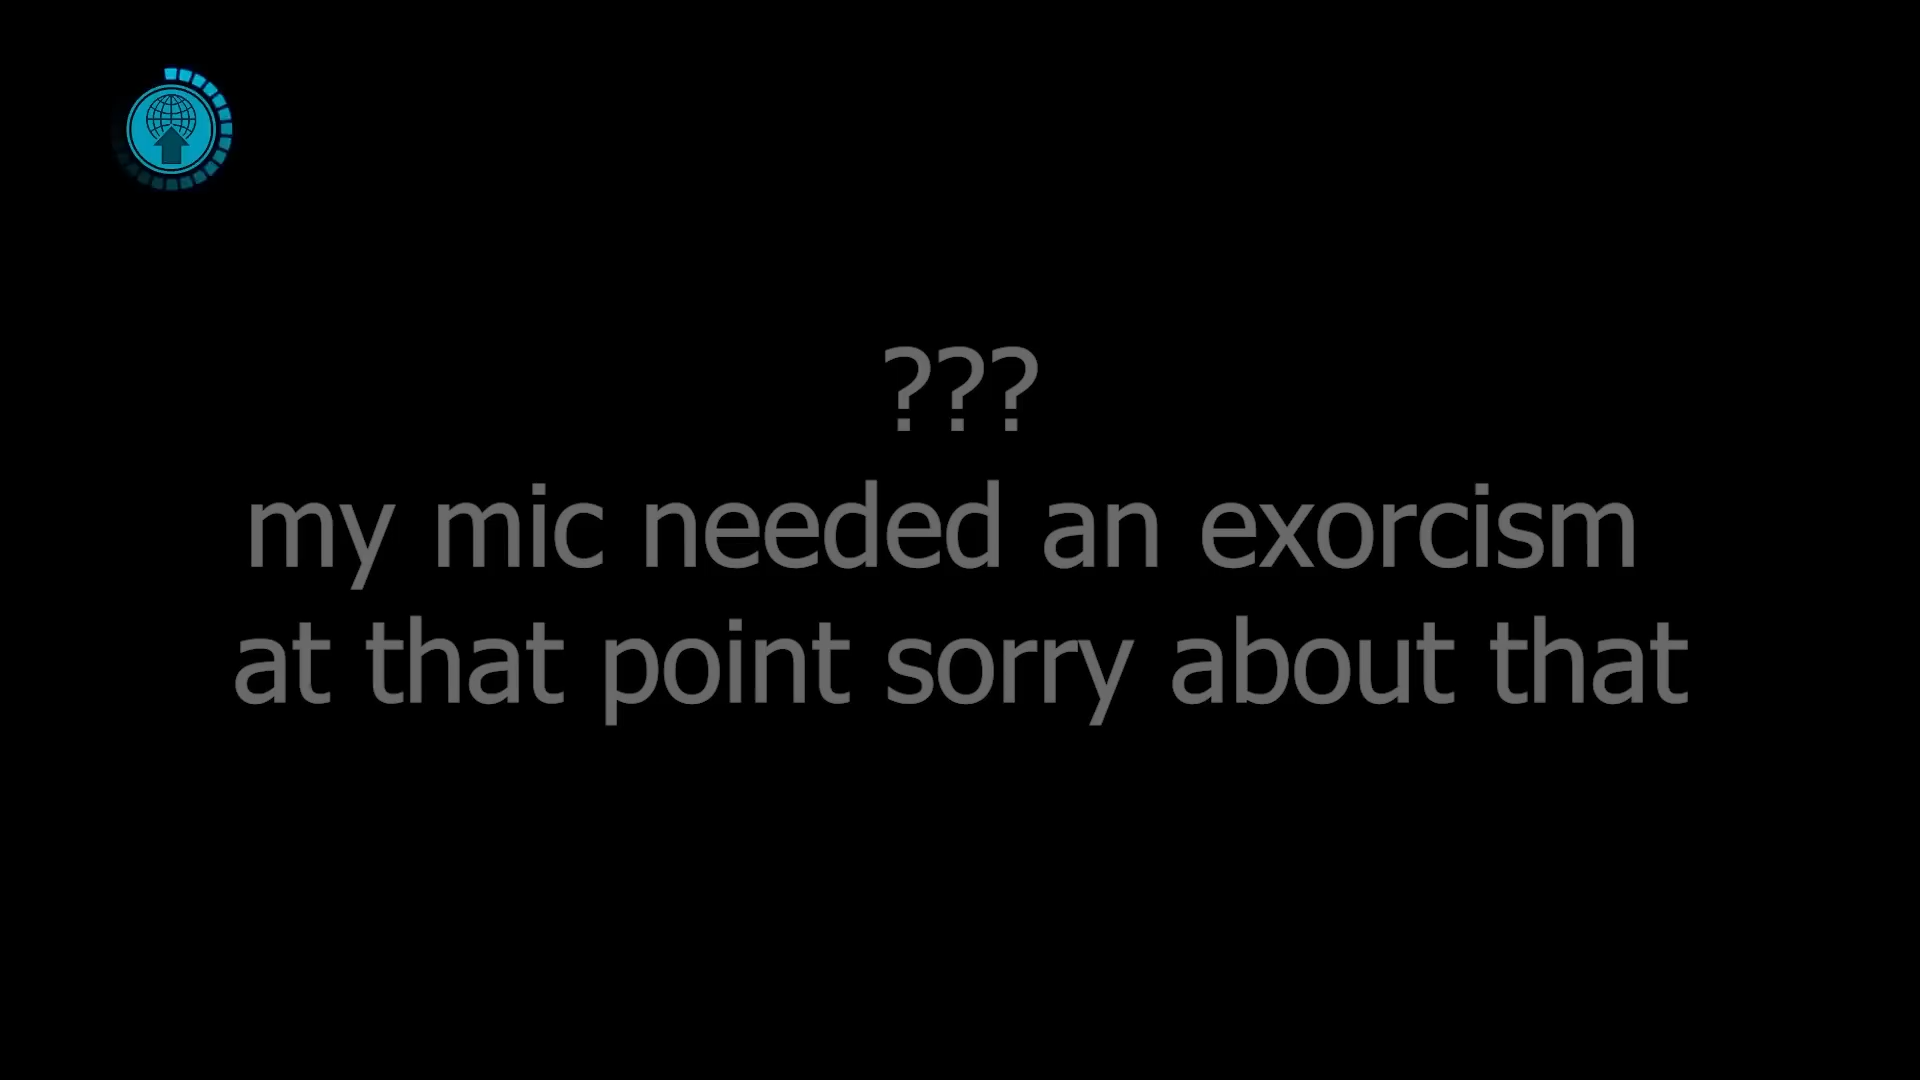 ???
my mic needed an exorcism
at that point sorry about that